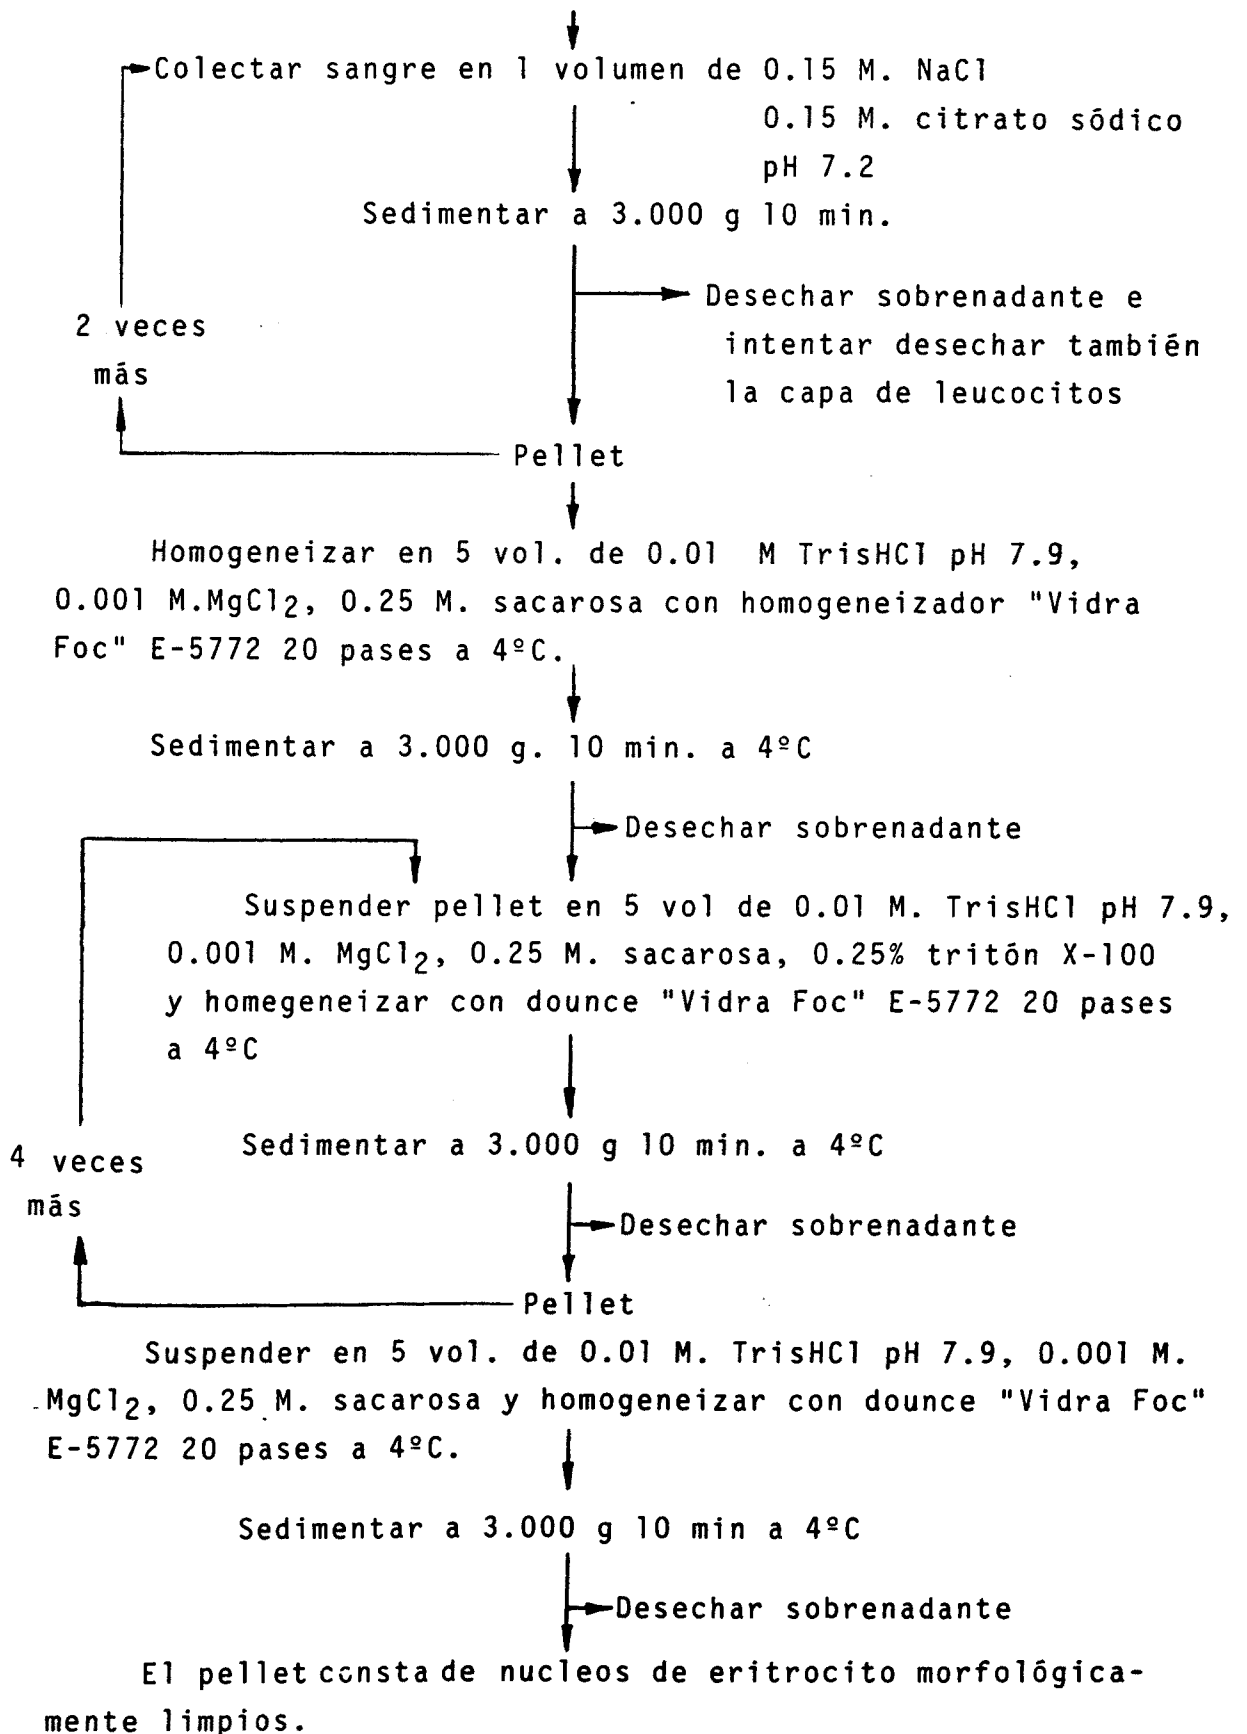 Colectar sangre en 1 volumen de 0.15 M. NaCl
0.15 M. citrato sódico
pH 7.2
Sedimentar a 3.000 g 10 min.
Desechar sobrenadante e
intentar desechar también
la capa de leucocitos
2 veces
más
Pellet
Homogeneizar en 5 vol. de 0.01 M TrisHCl pH 7.9,
0.001 M.MgCl₂, 0.25 M. sacarosa con homogeneizador "Vidra
Foc" E-5772 20 pases a 4ºC.
Sedimentar a 3.000 g. 10 min. a 4ºC
Desechar sobrenadante
Suspender pellet en 5 vol de 0.01 M. TrisHCl pH 7.9,
0.001 M. MgCl₂, 0.25 M. sacarosa, 0.25% tritón X-100
y homegeneizar con dounce "Vidra Foc" E-5772 20 pases
a 4ºC
Sedimentar a 3.000 g 10 min. a 4ºC
4 veces
más
Desechar sobrenadante
Pellet
Suspender en 5 vol. de 0.01 M. TrisHCl pH 7.9, 0.001 M.
MgCl₂, 0.25 M. sacarosa y homogeneizar con dounce "Vidra Foc"
E-5772 20 pases a 4ºC.
Sedimentar a 3.000 g 10 min a 4ºC
Desechar sobrenadante
El pellet consta de nucleos de eritrocito morfológica-
mente limpios.